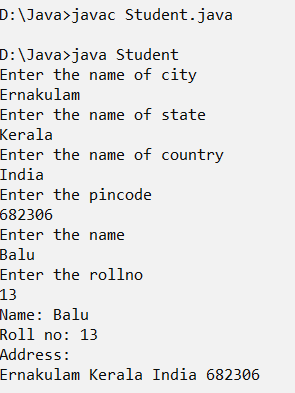 D:\Java>javac Student.java
D:\Java>java Student
Enter the name of city
Ernakulam
Enter the name of state
Kerala
Enter the name of country
India
Enter the pincode
682306
Enter the name
Balu
Enter the rollno
13
Name: Balu
Roll no: 13
Address:
Ernakulam Kerala India 682306